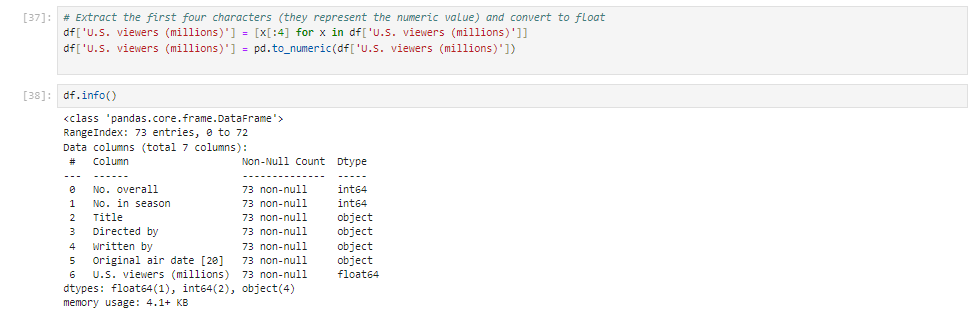 [37]: # Extract the first four characters (they represent the numeric value) and convert to float
df['U.S. viewers (millions)'] = [x[:4] for x in df['U.S. viewers (millions)']]
df['U.S. viewers (millions)'] = pd.to_numeric(df['U.S. viewers (millions)'])
[38]: df.info()
<class 'pandas.core.frame.DataFrame'>
RangeIndex: 73 entries, 0 to 72
Data columns (total 7 columns):
 #   Column                   Non-Null Count  Dtype
---  ------                   --------------  -----
 0   No. overall              73 non-null     int64
 1   No. in season            73 non-null     int64
 2   Title                    73 non-null     object
 3   Directed by              73 non-null     object
 4   Written by               73 non-null     object
 5   Original air date [20]   73 non-null     object
 6   U.S. viewers (millions)  73 non-null     float64
dtypes: float64(1), int64(2), object(4)
memory usage: 4.1+ KB